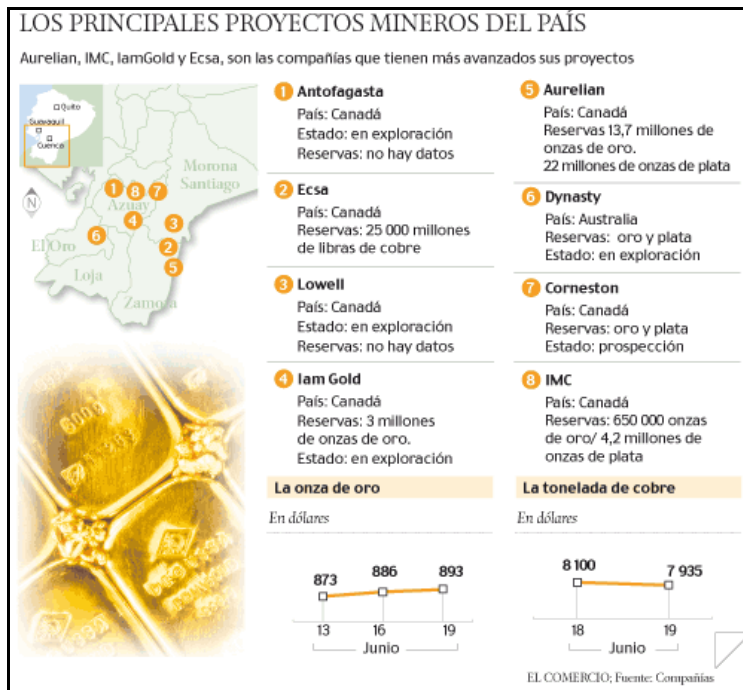 LOS PRINCIPALES PROYECTOS MINEROS DEL PAÍS
Aurelian, IMC, IamGold y Ecsa, son las compañías que tienen más avanzados sus proyectos
Quito
Guayaquil
Cuenca
N
Morona
Santiago
1
8
7
Azuay
4
3
6
2
El Oro
5
Loja
Zamora
1 Antofagasta
País: Canadá
Estado: en exploración
Reservas: no hay datos
2 Ecsa
País: Canadá
Reservas: 25 000 millones
de libras de cobre
3 Lowell
País: Canadá
Estado: en exploración
Reservas: no hay datos
4 Iam Gold
País: Canadá
Reservas: 3 millones
de onzas de oro.
Estado: en exploración
5 Aurelian
País: Canadá
Reservas 13,7 millones de
onzas de oro.
22 millones de onzas de plata
6 Dynasty
País: Australia
Reservas: oro y plata
Estado: en exploración
7 Corneston
País: Canadá
Reservas: oro y plata
Estado: prospección
8 IMC
País: Canadá
Reservas: 650 000 onzas
de oro/ 4,2 millones de
onzas de plata
La onza de oro
En dólares
873
886
893
13
16
19
Junio
La tonelada de cobre
En dólares
8 100
7 935
18
19
Junio
EL COMERCIO; Fuente: Compañías